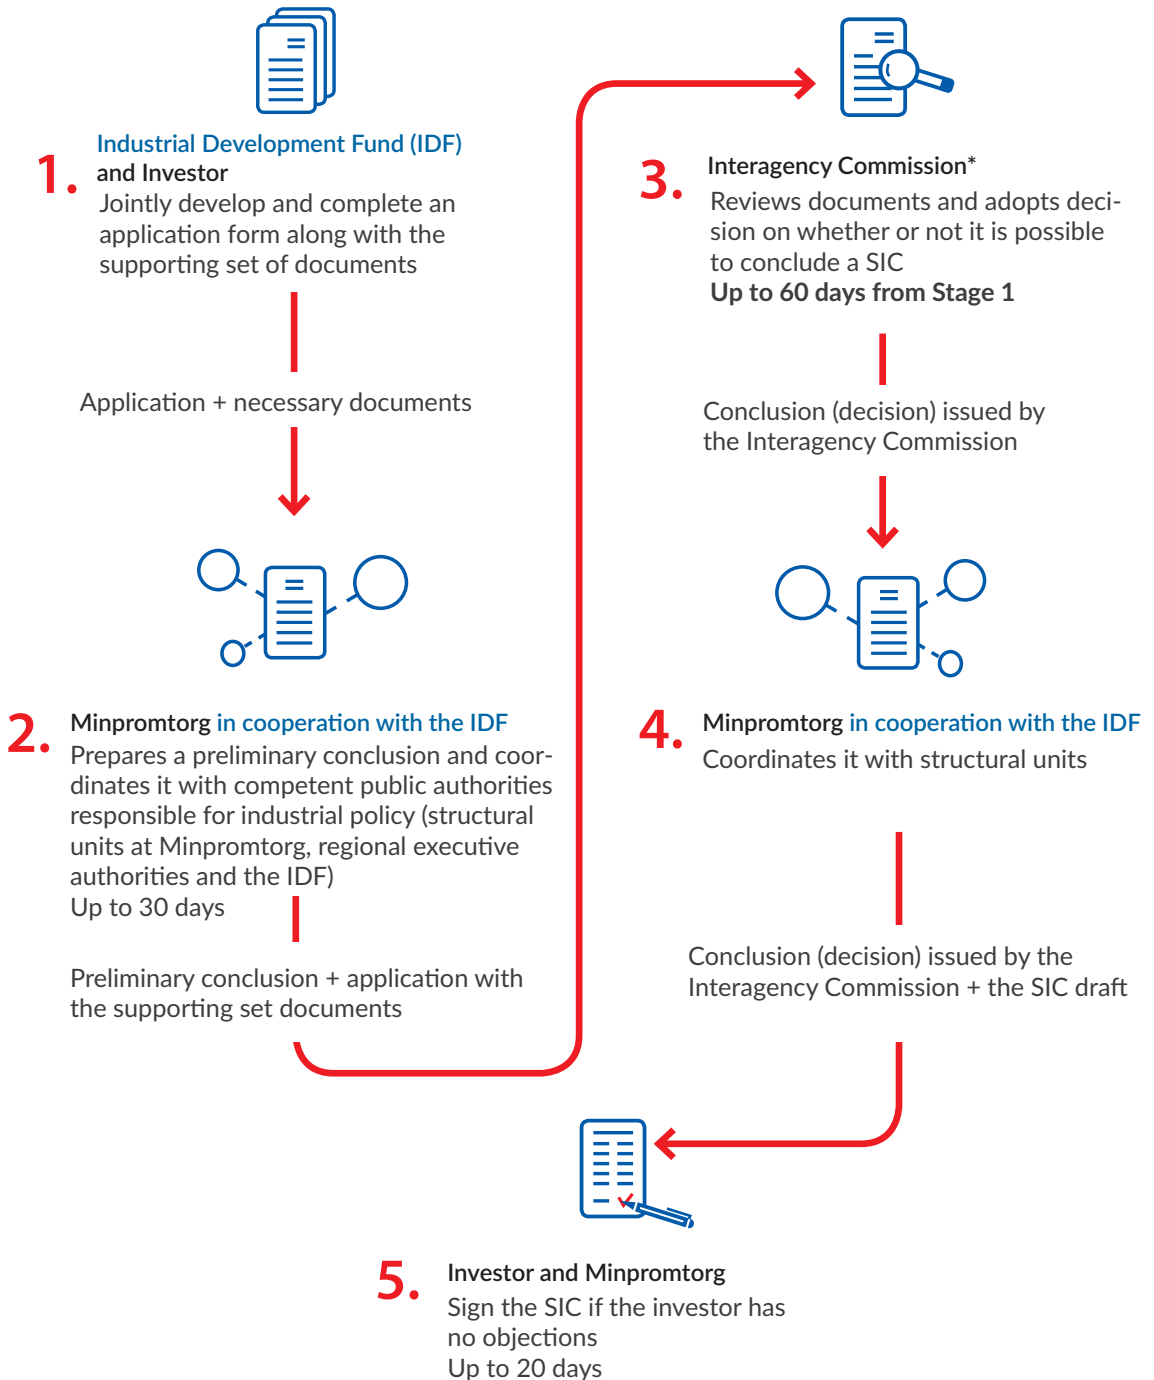 1.
Industrial Development Fund (IDF)
and Investor
Jointly develop and complete an
application form along with the
supporting set of documents
Application + necessary documents
2.
Minpromtorg in cooperation with the IDF
Prepares a preliminary conclusion and coor-
dinates it with competent public authorities
responsible for industrial policy (structural
units at Minpromtorg, regional executive
authorities and the IDF)
Up to 30 days
Preliminary conclusion + application with
the supporting set documents
3.
Interagency Commission*
Reviews documents and adopts deci-
sion on whether or not it is possible
to conclude a SIC
Up to 60 days from Stage 1
Conclusion (decision) issued by
the Interagency Commission
4.
Minpromtorg in cooperation with the IDF
Coordinates it with structural units
Conclusion (decision) issued by the
Interagency Commission + the SIC draft
5.
Investor and Minpromtorg
Sign the SIC if the investor has
no objections
Up to 20 days